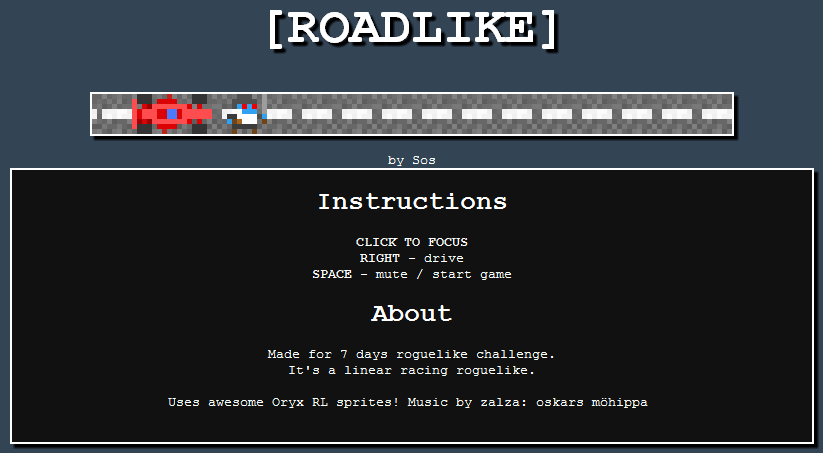 [ROADLIKE]
by Sos
Instructions
CLICK TO FOCUS
RIGHT - drive
SPACE - mute / start game
About
Made for 7 days roguelike challenge.
It's a linear racing roguelike.
Uses awesome Oryx RL sprites! Music by zalza: oskars möhippa